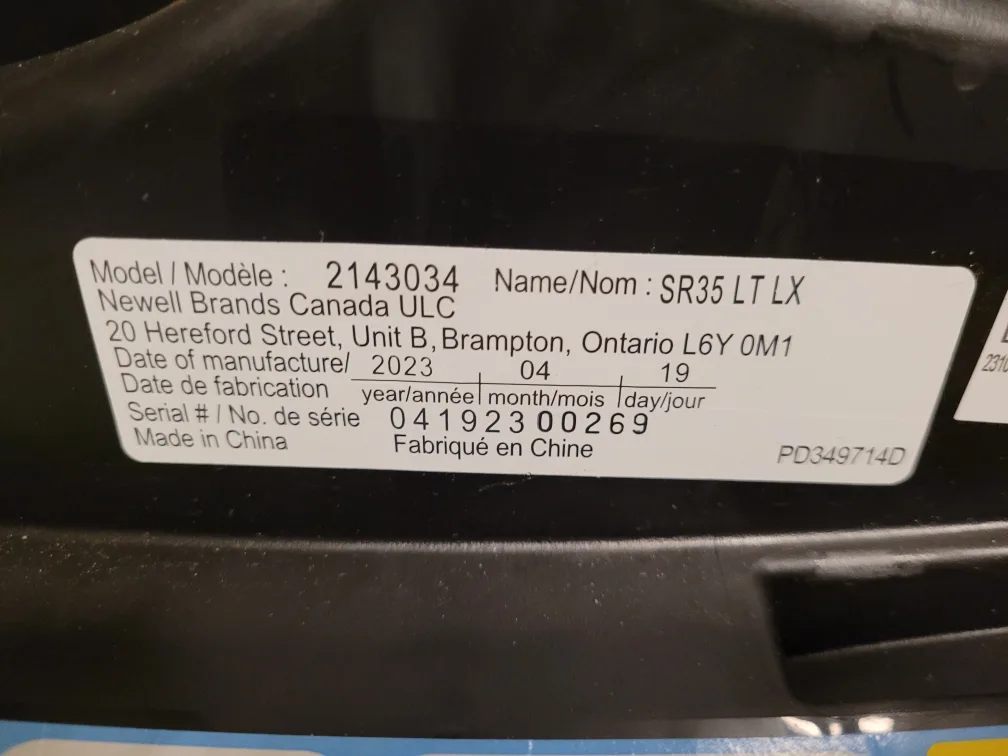 Model / Modèle : 2143034 Name/Nom : SR35 LT LX
Newell Brands Canada ULC
20 Hereford Street, Unit B, Brampton, Ontario L6Y 0M1
Date of manufacture/ 2023 04 19
Date de fabrication year/année month/mois day/jour
Serial # / No. de série 04192300269
Made in China Fabriqué en Chine PD349714D